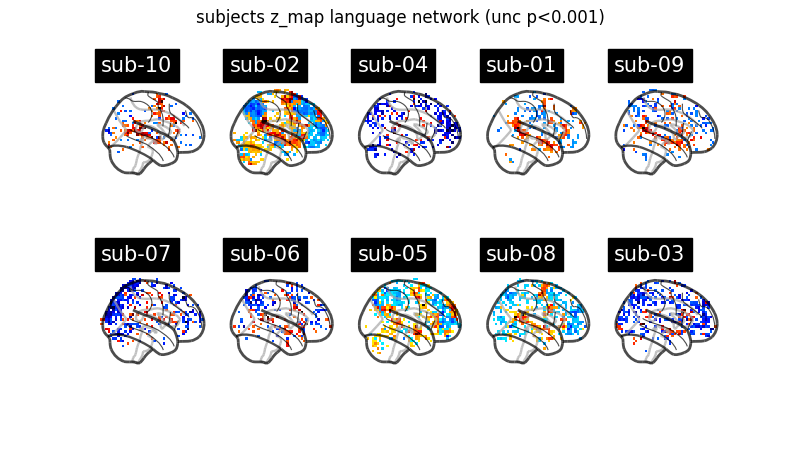 subjects z_map language network (unc p<0.001)
sub-10
sub-02
sub-04
sub-01
sub-09
sub-07
sub-06
sub-05
sub-08
sub-03